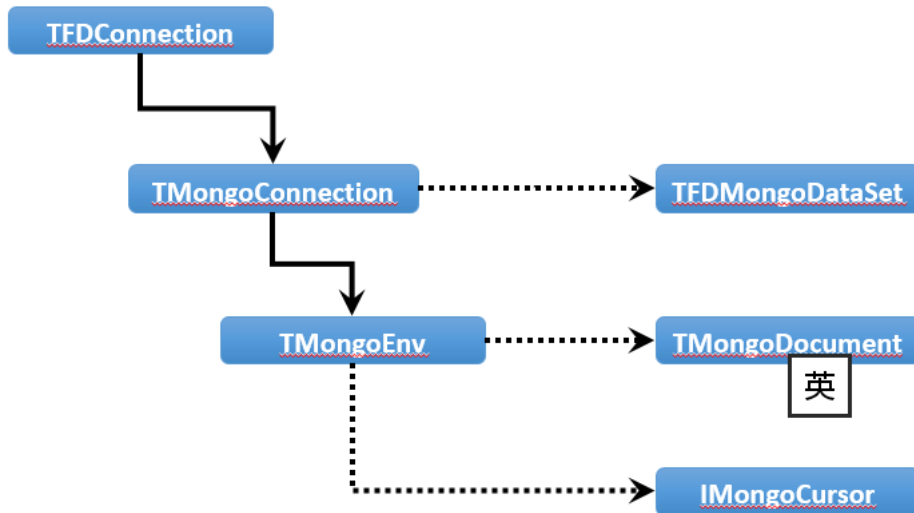 TFDConnection
TMongoConnection
TFDMongoDataSet
TMongoEnv
TMongoDocument
英
IMongoCursor